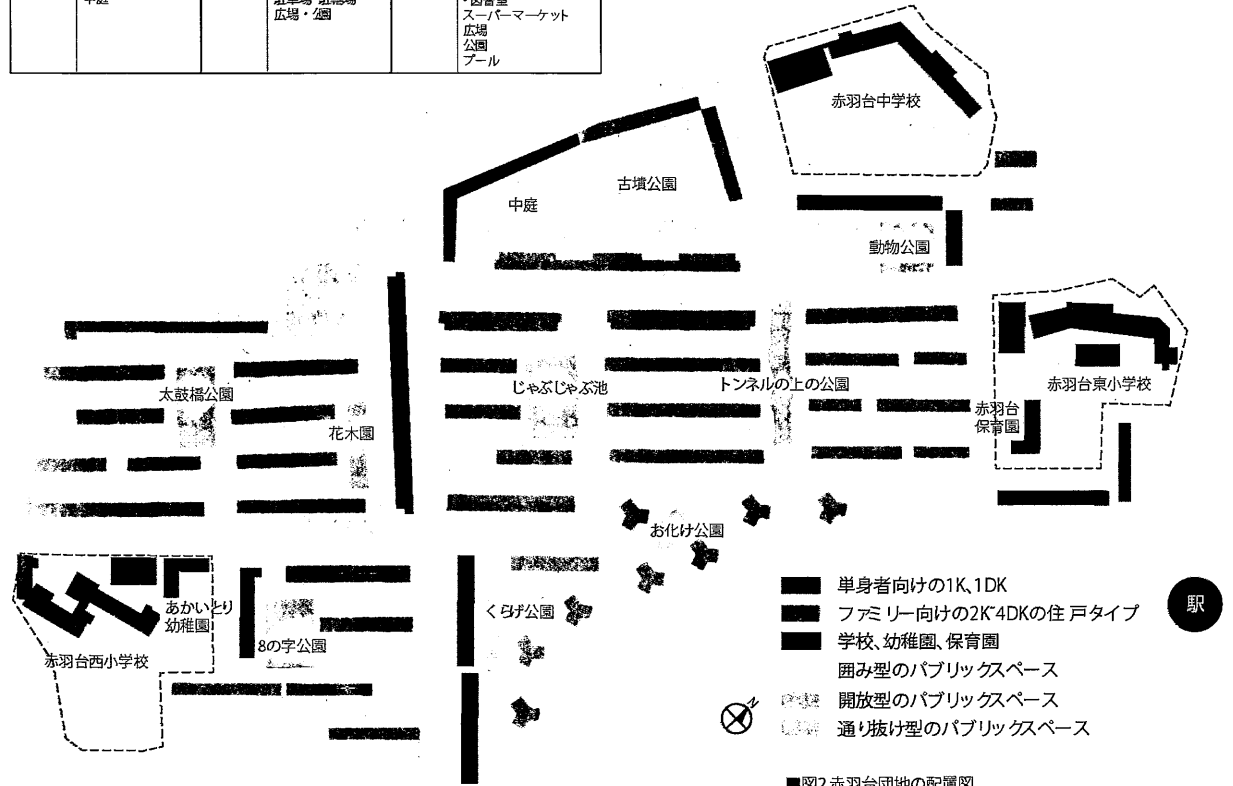 中庭
広場・公園
・図書室
スーパーマーケット
広場
公園
プール
赤羽台中学校
古墳公園
中庭
動物公園
太鼓橋公園
じゃぶじゃぶ池
トンネルの上の公園
赤羽台東小学校
花木園
赤羽台
保育園
お化け公園
あかいとり
幼稚園
くらげ公園
8の字公園
赤羽台西小学校
単身者向けの1K,1DK
ファミリー向けの2K~4DKの住戸タイプ
学校、幼稚園、保育園
囲み型のパブリックスペース
開放型のパブリックスペース
通り抜け型のパブリックスペース
駅
N
■図2 赤羽台団地の配置図